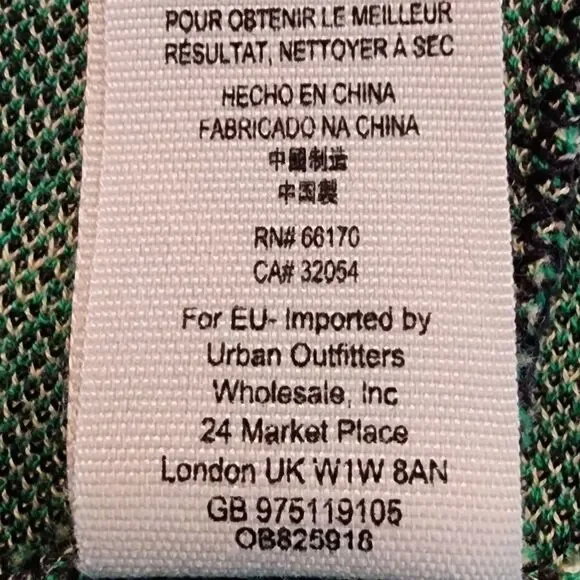 POUR OBTENIR LE MEILLEUR
RÉSULTAT, NETTOYER À SEC
HECHO EN CHINA
FABRICADO NA CHINA
中國制造
中国製
RN# 66170
CA# 32054
For EU- Imported by
Urban Outfitters
Wholesale, Inc
24 Market Place
London UK W1W 8AN
GB 975119105
OB825918